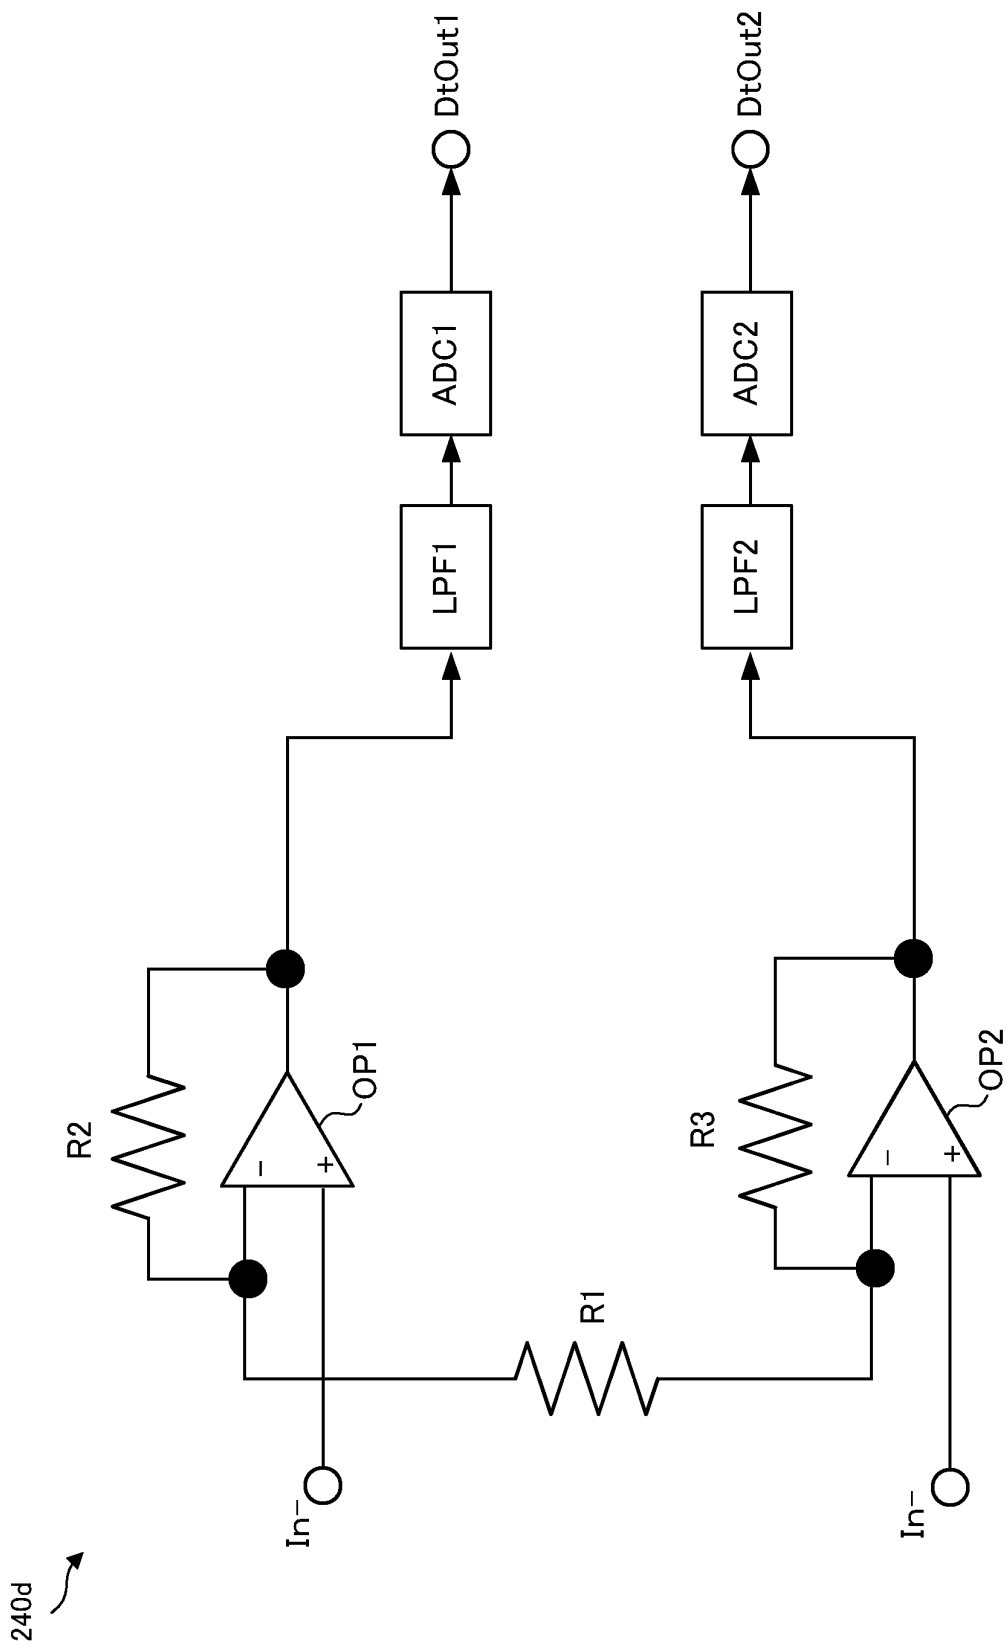 240d
R2
OP1
In-
LPF1
ADC1
DtOut1
-
+
R1
R3
OP2
In-
LPF2
ADC2
DtOut2
-
+